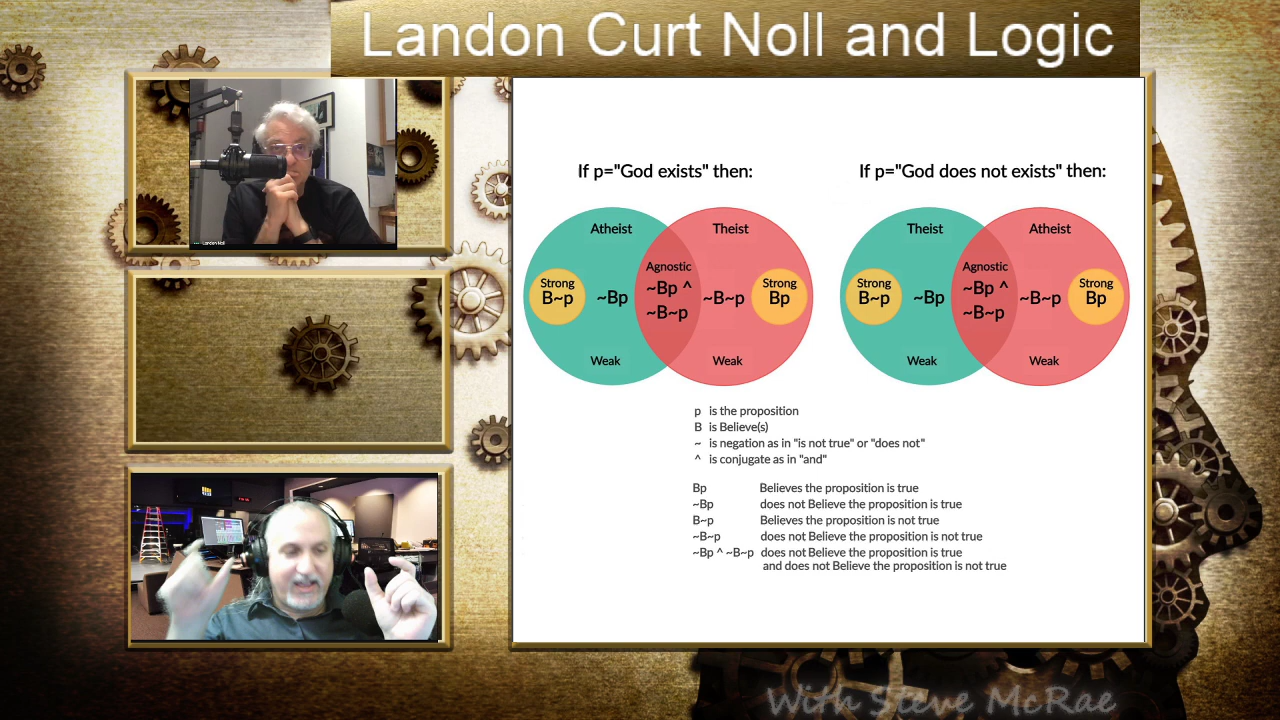 Landon Curt Noll and Logic
Landon Noll
If p="God exists" then:
Atheist
Theist
Agnostic
Strong
B~p
~Bp
~Bp ^
~B~p
~B~p
Strong
Bp
Weak
Weak
If p="God does not exists" then:
Theist
Atheist
Agnostic
Strong
B~p
~Bp
~Bp ^
~B~p
~B~p
Strong
Bp
Weak
Weak
p is the proposition
B is Believe(s)
~ is negation as in "is not true" or "does not"
^ is conjugate as in "and"
Bp Believes the proposition is true
~Bp does not Believe the proposition is true
B~p Believes the proposition is not true
~B~p does not Believe the proposition is not true
~Bp ^ ~B~p does not Believe the proposition is true
and does not Believe the proposition is not true
With Steve McRae